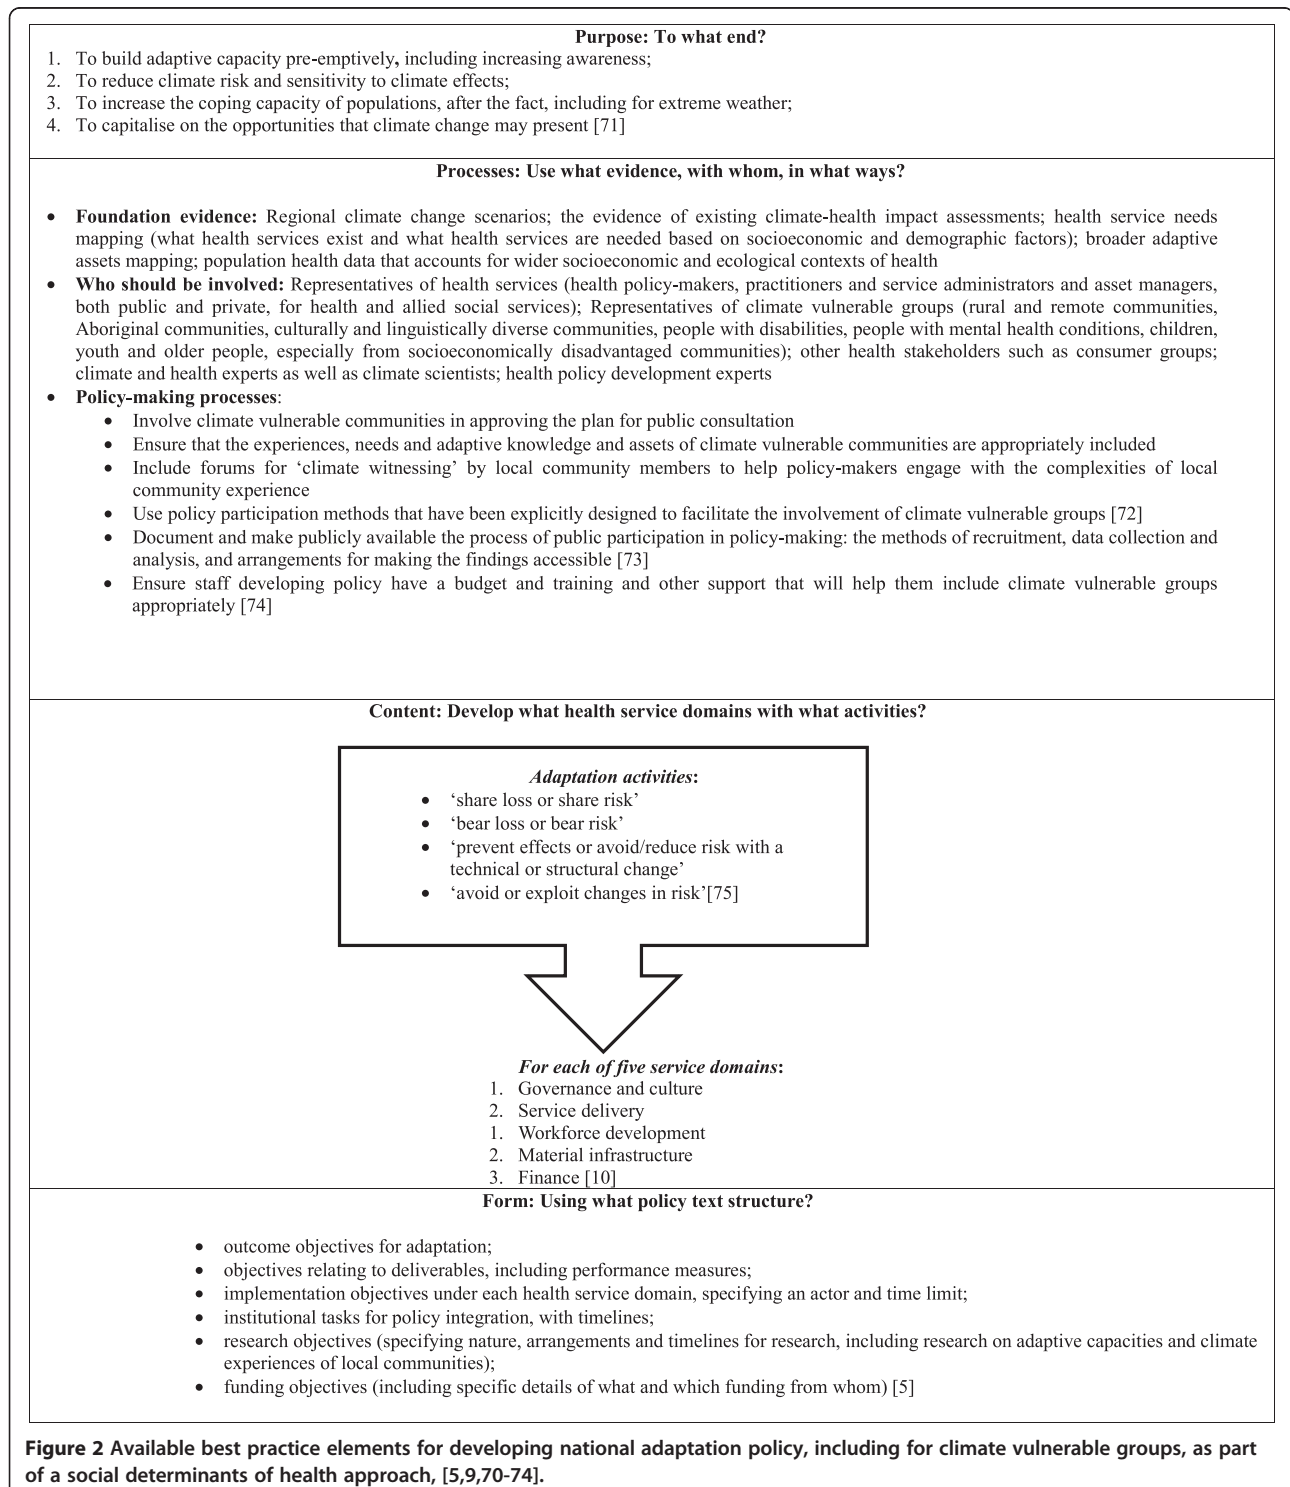 Purpose: To what end?
1. To build adaptive capacity pre-emptively, including increasing awareness;
2. To reduce climate risk and sensitivity to climate effects;
3. To increase the coping capacity of populations, after the fact, including for extreme weather;
4. To capitalise on the opportunities that climate change may present [71]
Processes: Use what evidence, with whom, in what ways?
• Foundation evidence: Regional climate change scenarios; the evidence of existing climate-health impact assessments; health service needs
mapping (what health services exist and what health services are needed based on socioeconomic and demographic factors); broader adaptive
assets mapping; population health data that accounts for wider socioeconomic and ecological contexts of health
• Who should be involved: Representatives of health services (health policy-makers, practitioners and service administrators and asset managers,
both public and private, for health and allied social services); Representatives of climate vulnerable groups (rural and remote communities,
Aboriginal communities, culturally and linguistically diverse communities, people with disabilities, people with mental health conditions, children,
youth and older people, especially from socioeconomically disadvantaged communities); other health stakeholders such as consumer groups;
climate and health experts as well as climate scientists; health policy development experts
• Policy-making processes:
• Involve climate vulnerable communities in approving the plan for public consultation
• Ensure that the experiences, needs and adaptive knowledge and assets of climate vulnerable communities are appropriately included
• Include forums for ‘climate witnessing’ by local community members to help policy-makers engage with the complexities of local
community experience
• Use policy participation methods that have been explicitly designed to facilitate the involvement of climate vulnerable groups [72]
• Document and make publicly available the process of public participation in policy-making: the methods of recruitment, data collection and
analysis, and arrangements for making the findings accessible [73]
• Ensure staff developing policy have a budget and training and other support that will help them include climate vulnerable groups
appropriately [74]
Content: Develop what health service domains with what activities?
Adaptation activities:
• ‘share loss or share risk’
• ‘bear loss or bear risk’
• ‘prevent effects or avoid/reduce risk with a
technical or structural change’
• ‘avoid or exploit changes in risk’[75]
For each of five service domains:
1. Governance and culture
2. Service delivery
1. Workforce development
2. Material infrastructure
3. Finance [10]
Form: Using what policy text structure?
• outcome objectives for adaptation;
• objectives relating to deliverables, including performance measures;
• implementation objectives under each health service domain, specifying an actor and time limit;
• institutional tasks for policy integration, with timelines;
• research objectives (specifying nature, arrangements and timelines for research, including research on adaptive capacities and climate
experiences of local communities);
• funding objectives (including specific details of what and which funding from whom) [5]
Figure 2 Available best practice elements for developing national adaptation policy, including for climate vulnerable groups, as part
of a social determinants of health approach, [5,9,70-74].